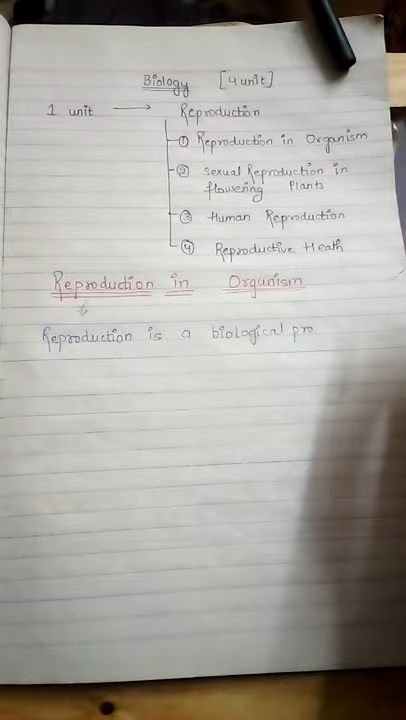 Biology [4 unit]
1 unit → Reproduction
① Reproduction in Organism
② Sexual Reproduction in
flowering Plants
③ Human Reproduction
④ Reproductive Heath
Reproduction in Organism
Reproduction is a biological pro